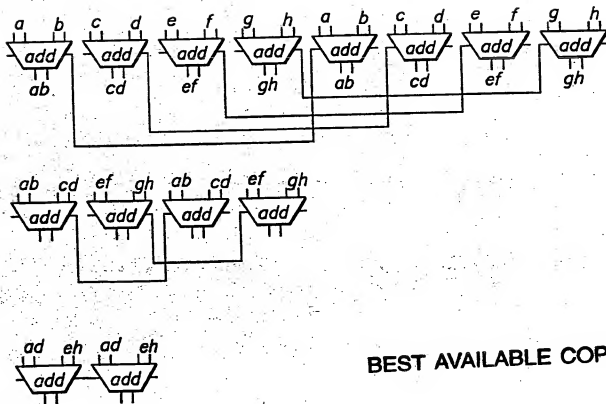 a b c d e f g h a b c d e f g h
add add add add add add add add
ab cd ef gh ab cd ef gh
ab cd ef gh ab cd ef gh
add add add add
ad eh ad eh
add add
BEST AVAILABLE COP